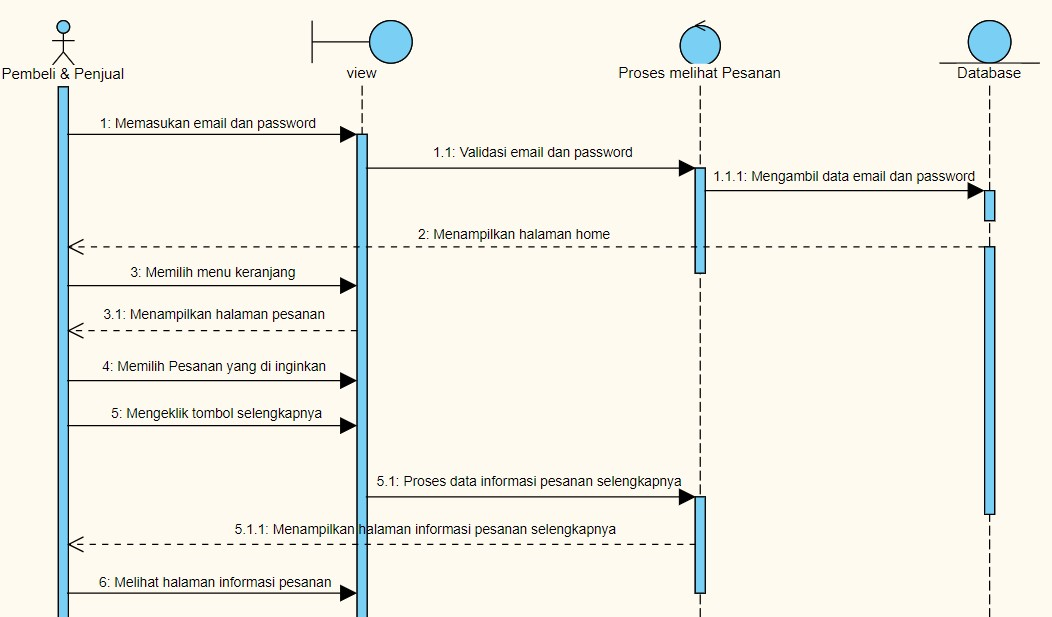 Pembeli & Penjual
view
Proses melihat Pesanan
Database
1: Memasukan email dan password
1.1: Validasi email dan password
1.1.1: Mengambil data email dan password
2: Menampilkan halaman home
3: Memilih menu keranjang
3.1: Menampilkan halaman pesanan
4: Memilih Pesanan yang di inginkan
5: Mengeklik tombol selengkapnya
5.1: Proses data informasi pesanan selengkapnya
5.1.1: Menampilkan halaman informasi pesanan selengkapnya
6: Melihat halaman informasi pesanan